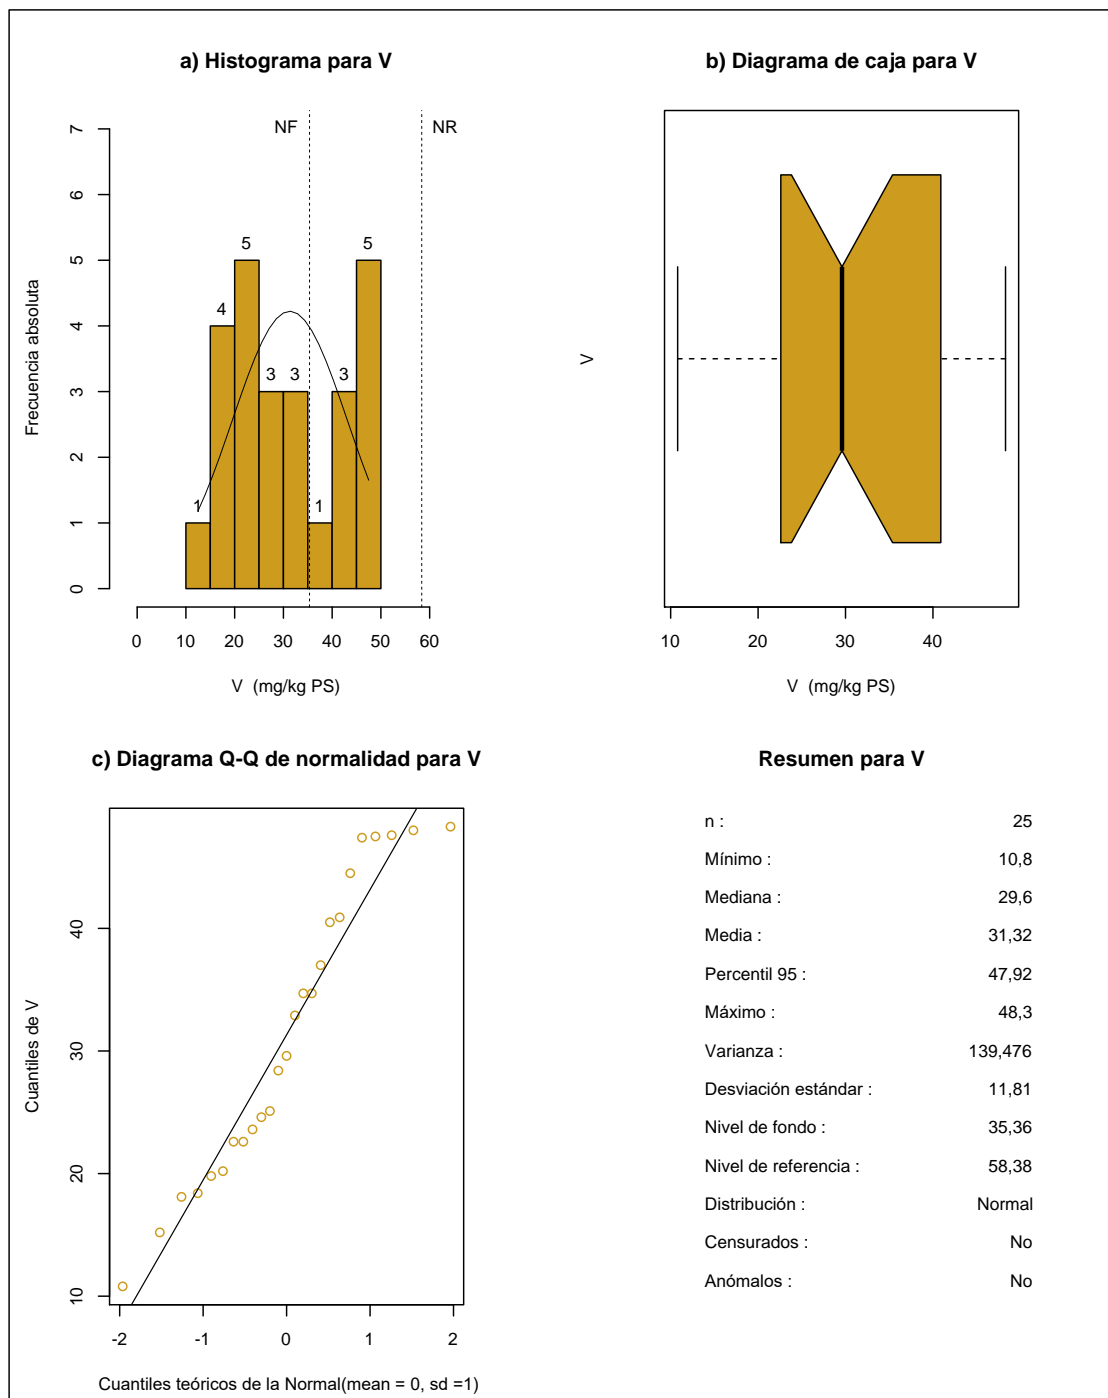 a) Histograma para V
NF
NR
7
6
5
4
3
2
1
0
Frecuencia absoluta
1
4
5
3
3
1
3
5
0 10 20 30 40 50 60
V (mg/kg PS)
b) Diagrama de caja para V
V
10 20 30 40
V (mg/kg PS)
c) Diagrama Q-Q de normalidad para V
Cuantiles de V
40
30
20
10
-2 -1 0 1 2
Cuantiles teóricos de la Normal(mean = 0, sd =1)
Resumen para V
n : 25
Mínimo : 10,8
Mediana : 29,6
Media : 31,32
Percentil 95 : 47,92
Máximo : 48,3
Varianza : 139,476
Desviación estándar : 11,81
Nivel de fondo : 35,36
Nivel de referencia : 58,38
Distribución : Normal
Censurados : No
Anómalos : No